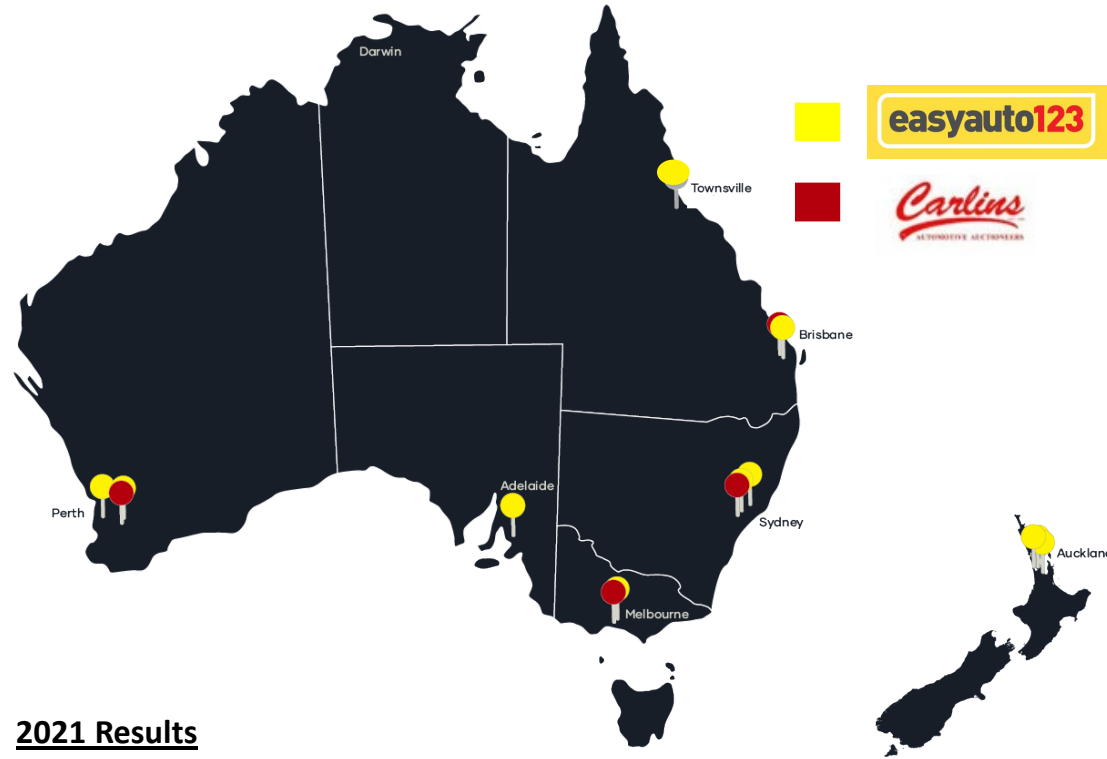 Darwin
easyauto123
Townsville
Carlins
AUTOMOTIVE AUCTIONEERS
Brisbane
Adelaide
Perth
Sydney
Auckland
Melbourne
2021 Results